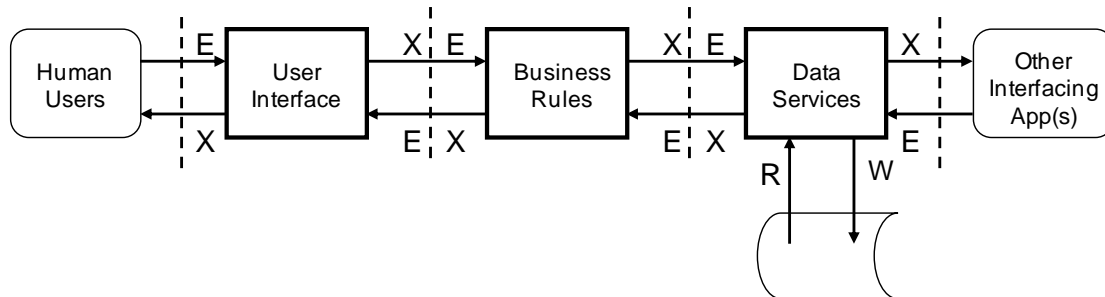 E
X
E
X
E
X
Human
Users
User
Interface
Business
Rules
Data
Services
Other
Interfacing
App(s)
X
E
X
E
X
E
R
W